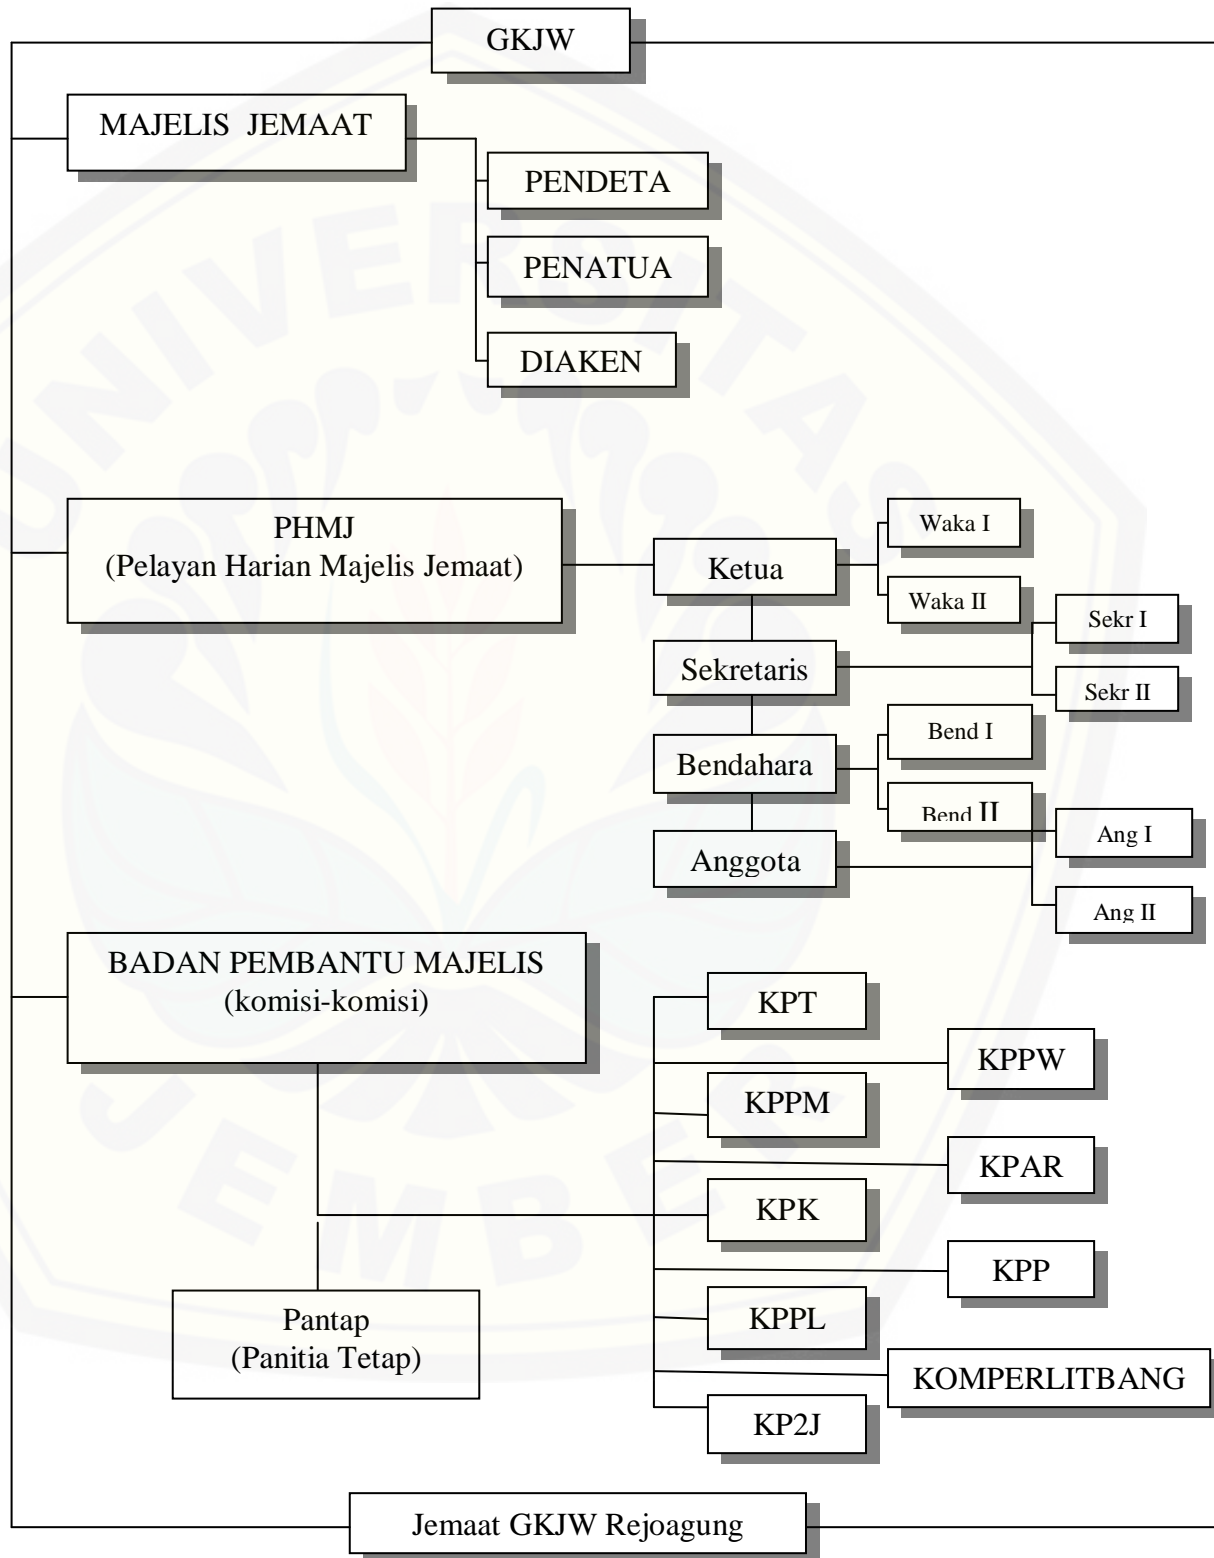 GKJW
MAJELIS JEMAAT
PENDETA
PENATUA
DIAKEN
PHMJ
(Pelayan Harian Majelis Jemaat)
Ketua
Waka I
Waka II
Sekretaris
Sekr I
Sekr II
Bendahara
Bend I
Bend II
Anggota
Ang I
Ang II
BADAN PEMBANTU MAJELIS
(komisi-komisi)
KPT
KPPW
KPPM
KPAR
KPK
KPP
Pantap
(Panitia Tetap)
KPPL
KOMPERLITBANG
KP2J
Jemaat GKJW Rejoagung
UNIVERSITAS
JEMBER